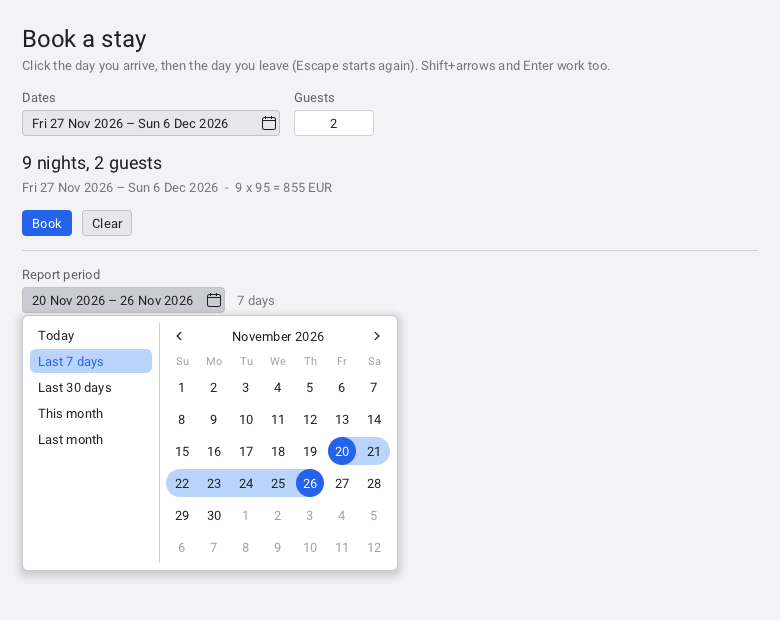 Book a stay
Click the day you arrive, then the day you leave (Escape starts again). Shift+arrows and Enter work too.
Dates
Guests
Fri 27 Nov 2026 – Sun 6 Dec 2026
2
9 nights, 2 guests
Fri 27 Nov 2026 – Sun 6 Dec 2026 - 9 x 95 = 855 EUR
Book
Clear
Report period
20 Nov 2026 – 26 Nov 2026
7 days
Today
Last 7 days
Last 30 days
This month
Last month
November 2026
Su Mo Tu We Th Fr Sa
1 2 3 4 5 6 7
8 9 10 11 12 13 14
15 16 17 18 19 20 21
22 23 24 25 26 27 28
29 30 1 2 3 4 5
6 7 8 9 10 11 12